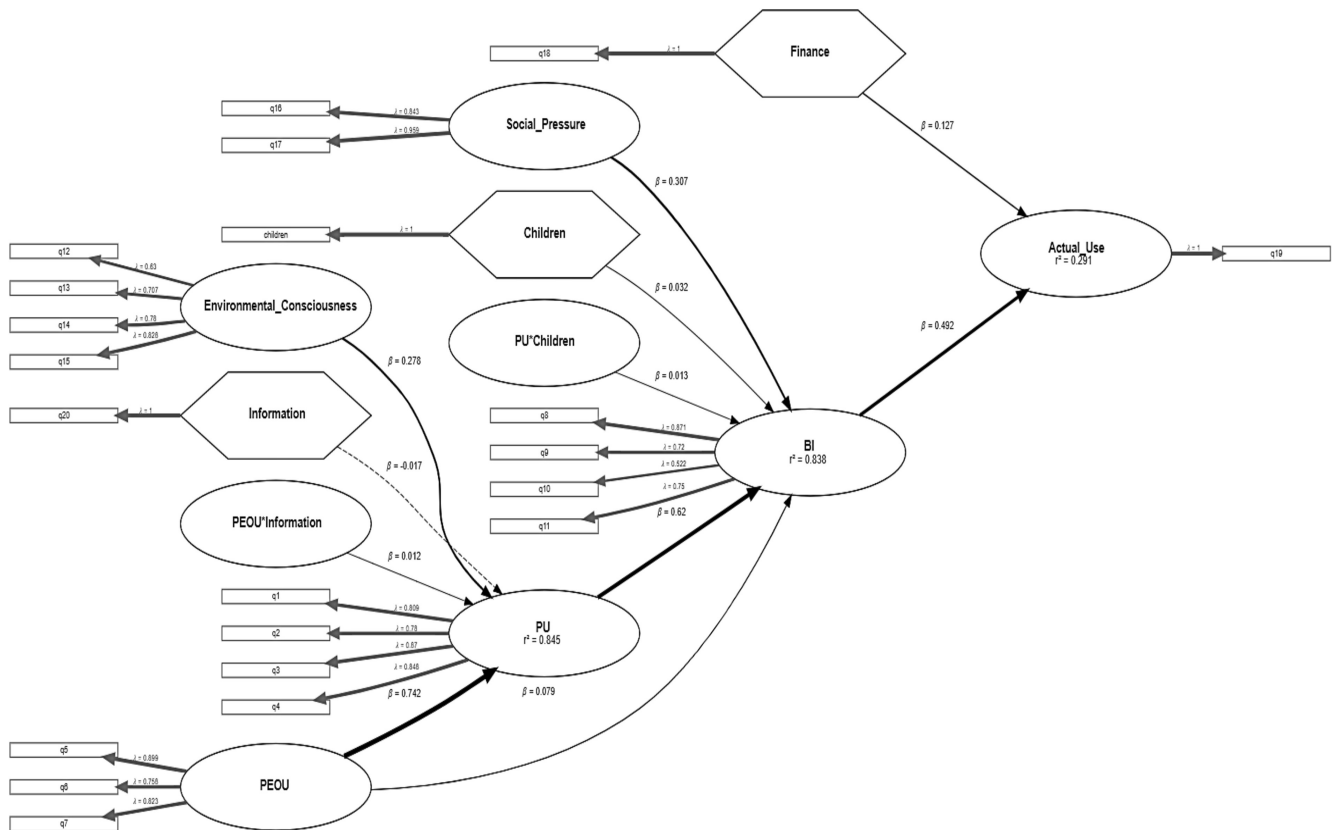 Finance
q18
λ = 1
q16
λ = 0.843
Social_Pressure
q17
λ = 0.959
β = 0.127
β = 0.307
Children
children
λ = 1
Actual_Use
r² = 0.291
λ = 1
q19
q12
λ = 0.63
q13
λ = 0.707
q14
λ = 0.78
q15
λ = 0.828
Environmental_Consciousness
β = 0.032
PU*Children
β = 0.492
β = 0.278
β = 0.013
Information
q20
λ = 1
q8
λ = 0.871
q9
λ = 0.72
q10
λ = 0.522
q11
λ = 0.75
BI
r² = 0.838
β = -0.017
β = 0.62
PEOU*Information
β = 0.012
q1
λ = 0.809
q2
λ = 0.78
q3
λ = 0.67
q4
λ = 0.846
PU
r² = 0.845
β = 0.742
β = 0.079
q5
λ = 0.899
q6
λ = 0.758
q7
λ = 0.823
PEOU